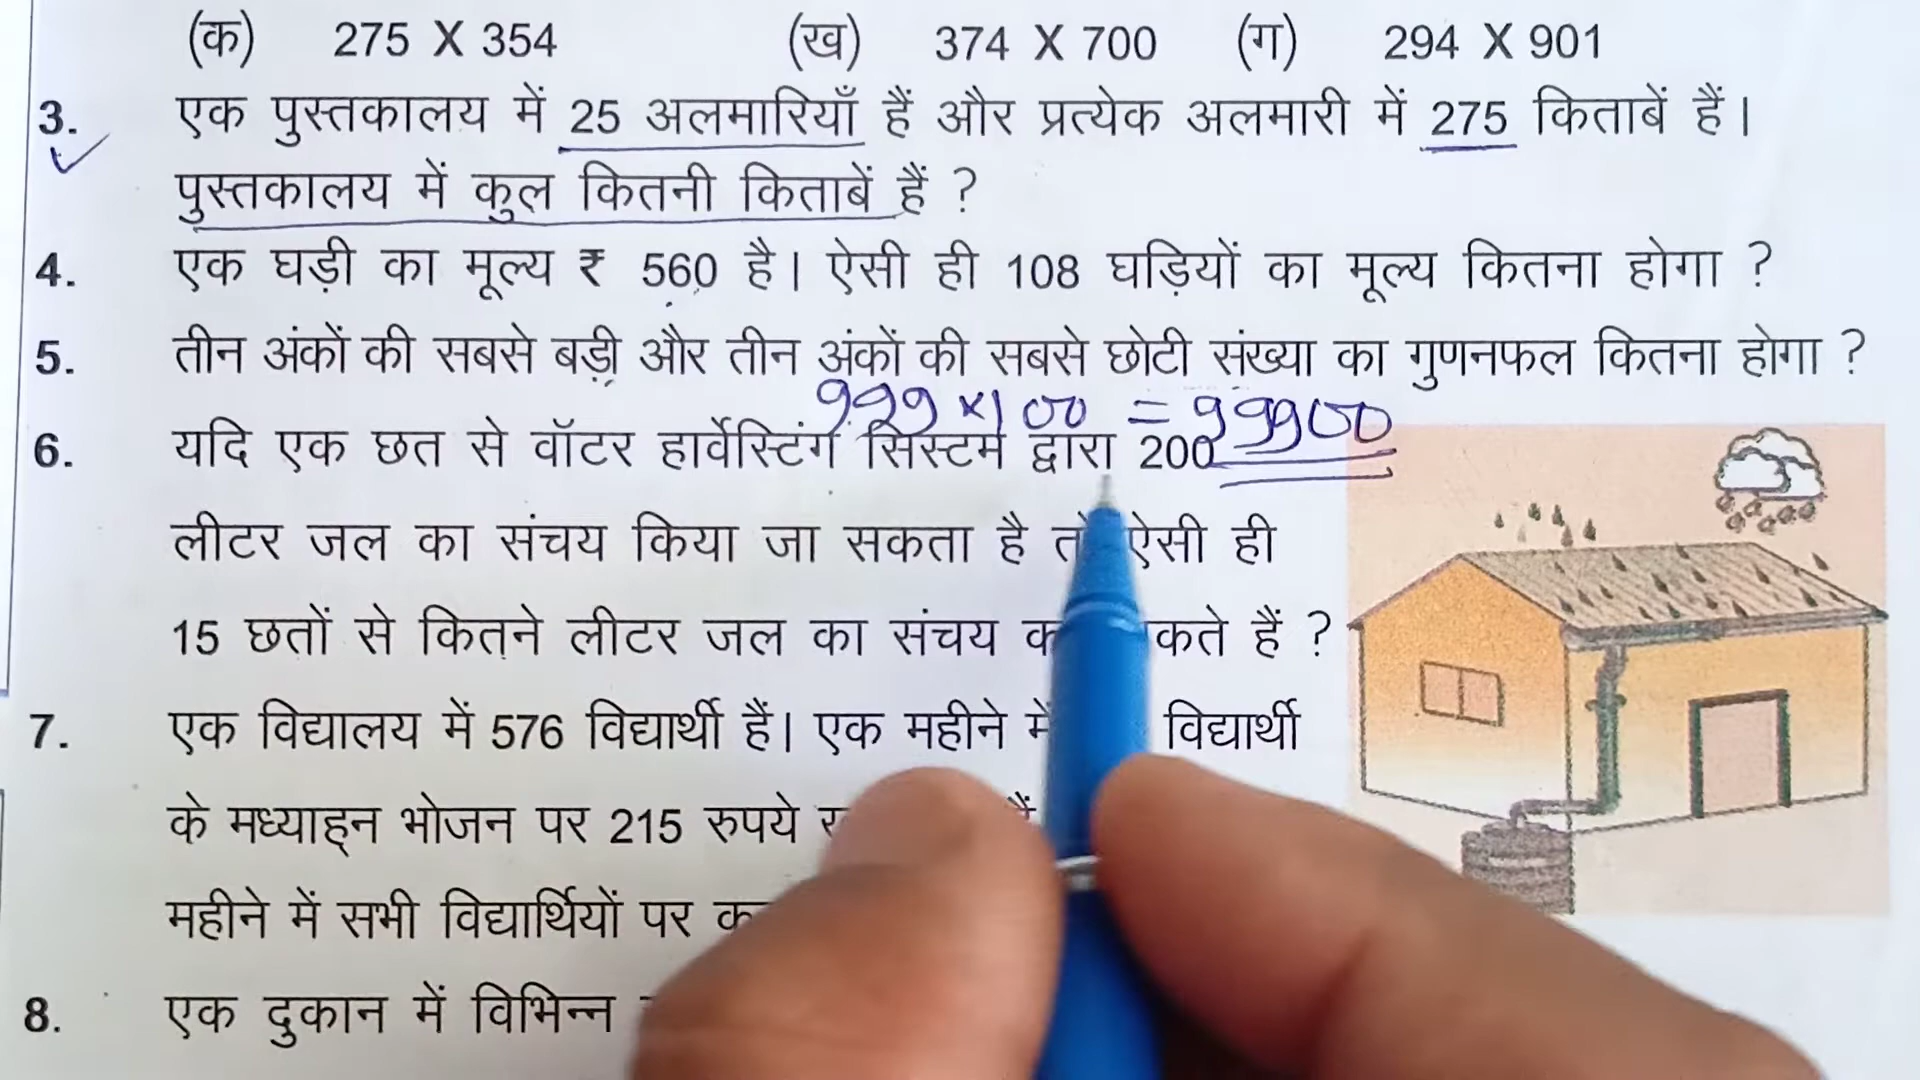 (क) 275 X 354 (ख) 374 X 700 (ग) 294 X 901
3. एक पुस्तकालय में 25 अलमारियाँ हैं और प्रत्येक अलमारी में 275 किताबें हैं।
पुस्तकालय में कुल कितनी किताबें हैं ?
4. एक घड़ी का मूल्य ₹ 560 है। ऐसी ही 108 घड़ियों का मूल्य कितना होगा ?
5. तीन अंकों की सबसे बड़ी और तीन अंकों की सबसे छोटी संख्या का गुणनफल कितना होगा ?
999 × 100 = 99900
6. यदि एक छत से वॉटर हार्वेस्टिंग सिस्टम द्वारा 200
लीटर जल का संचय किया जा सकता है तो ऐसी ही
15 छतों से कितने लीटर जल का संचय कते हैं ?
7. एक विद्यालय में 576 विद्यार्थी हैं। एक महीने में विद्यार्थी
के मध्याह्न भोजन पर 215 रुपये
महीने में सभी विद्यार्थियों पर
8. एक दुकान में विभिन्न